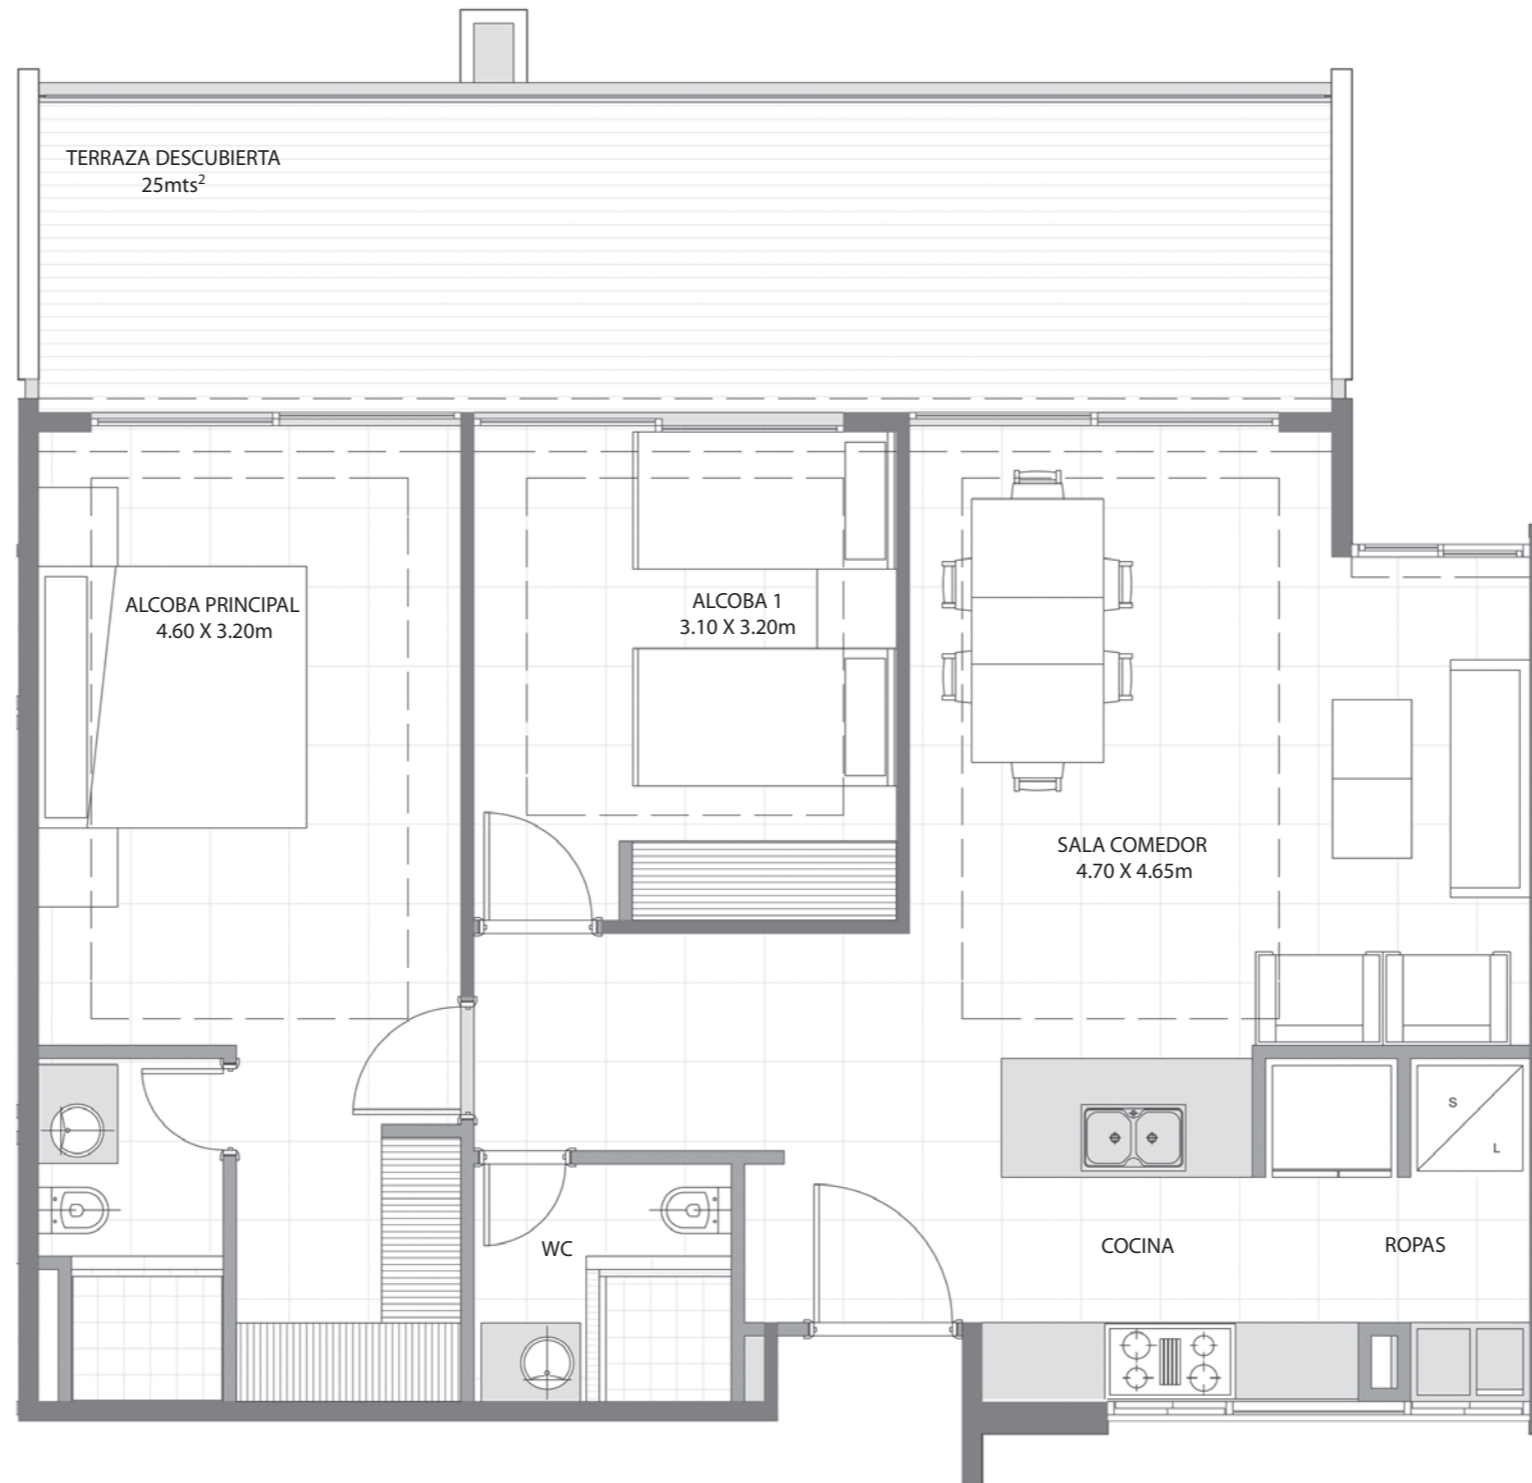 TERRAZA DESCUBIERTA
25mts²
ALCOBA PRINCIPAL
4.60 X 3.20m
ALCOBA 1
3.10 X 3.20m
SALA COMEDOR
4.70 X 4.65m
S
L
WC
COCINA
ROPAS